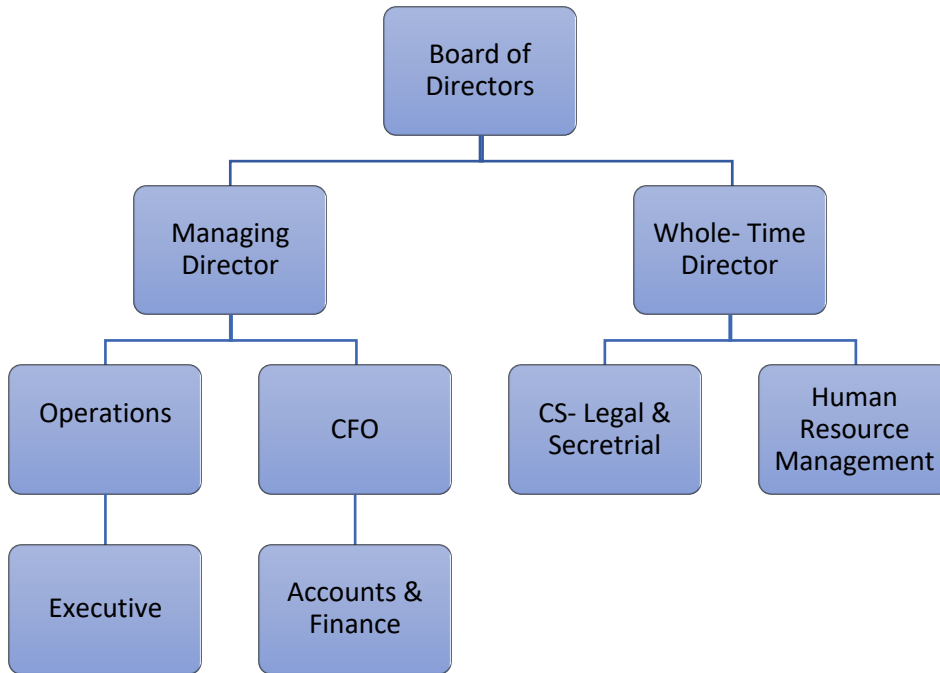 Board of
Directors
Managing
Director
Whole- Time
Director
Operations
CFO
CS- Legal &
Secretrial
Human
Resource
Management
Executive
Accounts &
Finance